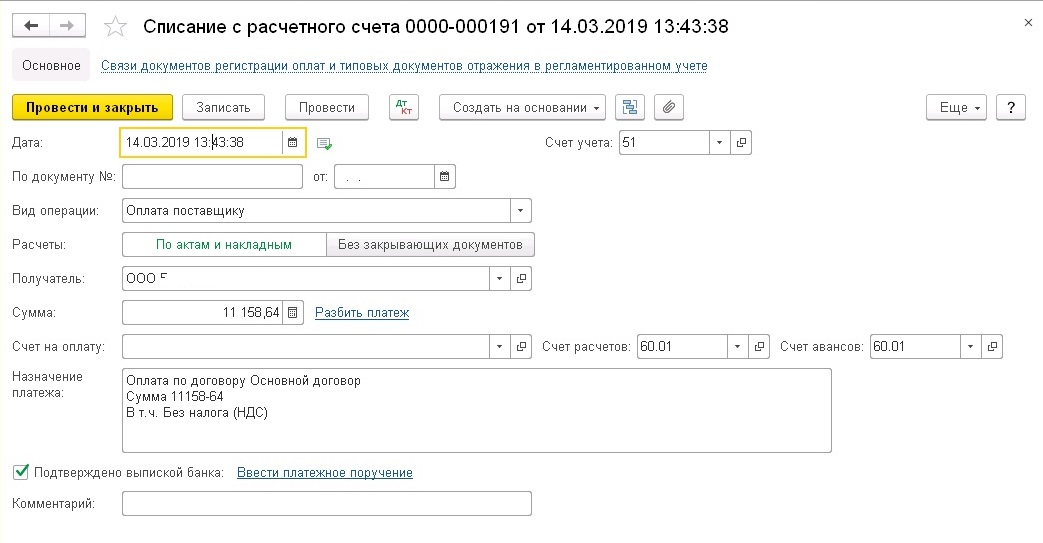 Списание с расчетного счета 0000-000191 от 14.03.2019 13:43:38
Основное Связи документов регистрации оплат и типовых документов отражения в регламентированном учете
Провести и закрыть Записать Провести Дт Кт Создать на основании Еще ?
Дата: 14.03.2019 13:43:38 Счет учета: 51
По документу №: от: . .
Вид операции: Оплата поставщику
Расчеты: По актам и накладным Без закрывающих документов
Получатель: ООО
Сумма: 11 158,64 Разбить платеж
Счет на оплату: Счет расчетов: 60.01 Счет авансов: 60.01
Назначение платежа:
Оплата по договору Основной договор
Сумма 11158-64
В т.ч. Без налога (НДС)
Подтверждено выпиской банка: Ввести платежное поручение
Комментарий: